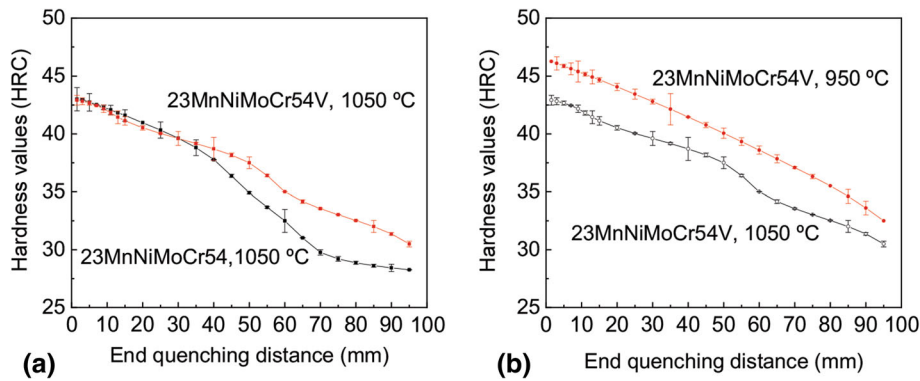 50
45
40
35
30
25
Hardness values (HRC)
23MnNiMoCr54V, 1050 ºC
23MnNiMoCr54,1050 ºC
0 10 20 30 40 50 60 70 80 90 100
(a) End quenching distance (mm)
50
45
40
35
30
25
Hardness values (HRC)
23MnNiMoCr54V, 950 ºC
23MnNiMoCr54V, 1050 ºC
0 10 20 30 40 50 60 70 80 90 100
(b) End quenching distance (mm)